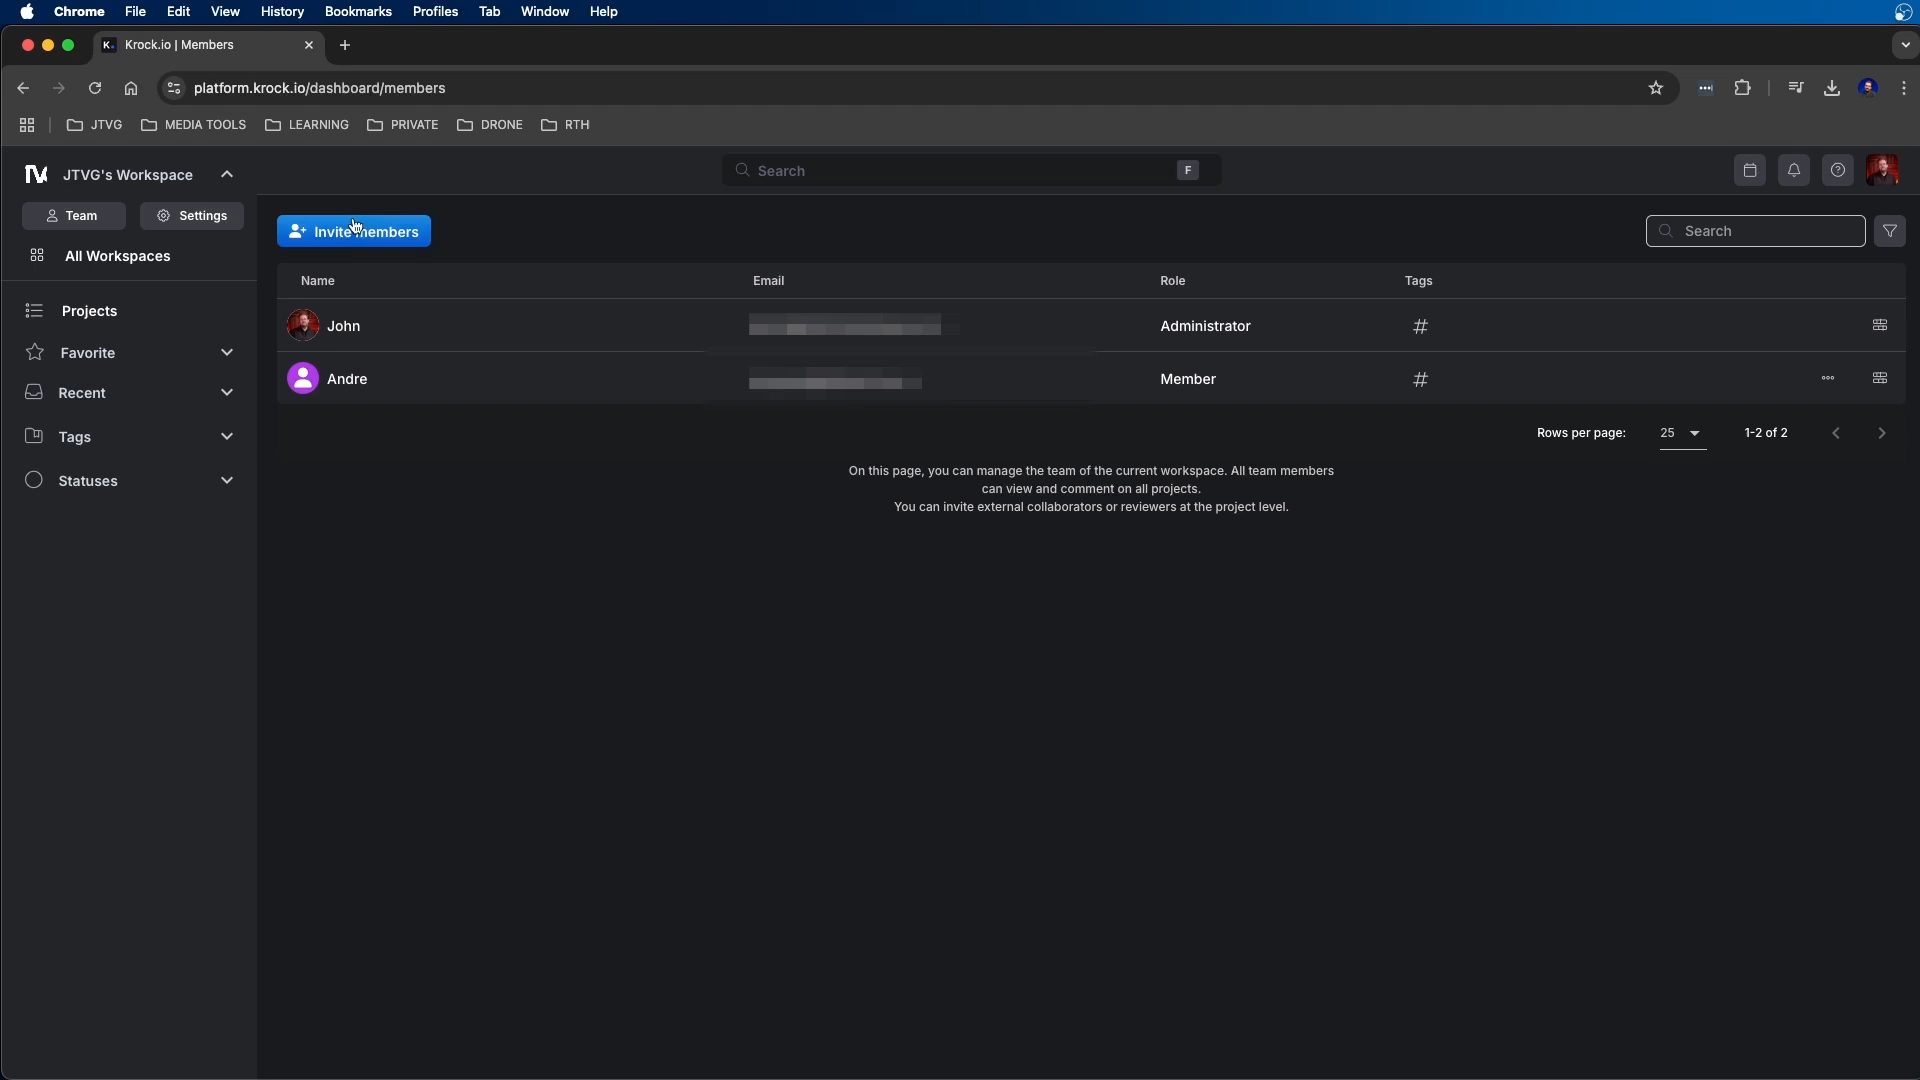 Chrome File Edit View History Bookmarks Profiles Tab Window Help
K. Krock.io | Members
platform.krock.io/dashboard/members
JTVG MEDIA TOOLS LEARNING PRIVATE DRONE RTH
JTVG's Workspace
Search F
Team Settings
Invite members
Search
All Workspaces
Name Email Role Tags
Projects
John Administrator #
Favorite
Andre Member #
Recent
Rows per page: 25 1-2 of 2
Tags
On this page, you can manage the team of the current workspace. All team members
can view and comment on all projects.
You can invite external collaborators or reviewers at the project level.
Statuses